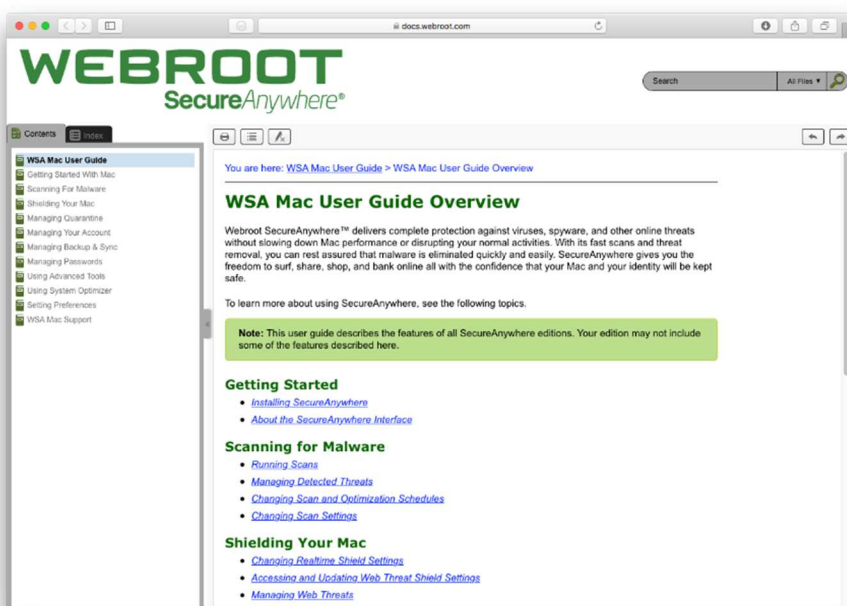 docs.webroot.com
WEBROOT
SecureAnywhere®
Search
All Files
Contents
Index
WSA Mac User Guide
Getting Started With Mac
Scanning For Malware
Shielding Your Mac
Managing Quarantine
Managing Your Account
Managing Backup & Sync
Managing Passwords
Using Advanced Tools
Using System Optimizer
Setting Preferences
WSA Mac Support
You are here: WSA Mac User Guide > WSA Mac User Guide Overview
WSA Mac User Guide Overview
Webroot SecureAnywhere™ delivers complete protection against viruses, spyware, and other online threats
without slowing down Mac performance or disrupting your normal activities. With its fast scans and threat
removal, you can rest assured that malware is eliminated quickly and easily. SecureAnywhere gives you the
freedom to surf, share, shop, and bank online all with the confidence that your Mac and your identity will be kept
safe.
To learn more about using SecureAnywhere, see the following topics.
Note: This user guide describes the features of all SecureAnywhere editions. Your edition may not include
some of the features described here.
Getting Started
• Installing SecureAnywhere
• About the SecureAnywhere Interface
Scanning for Malware
• Running Scans
• Managing Detected Threats
• Changing Scan and Optimization Schedules
• Changing Scan Settings
Shielding Your Mac
• Changing Realtime Shield Settings
• Accessing and Updating Web Threat Shield Settings
• Managing Web Threats